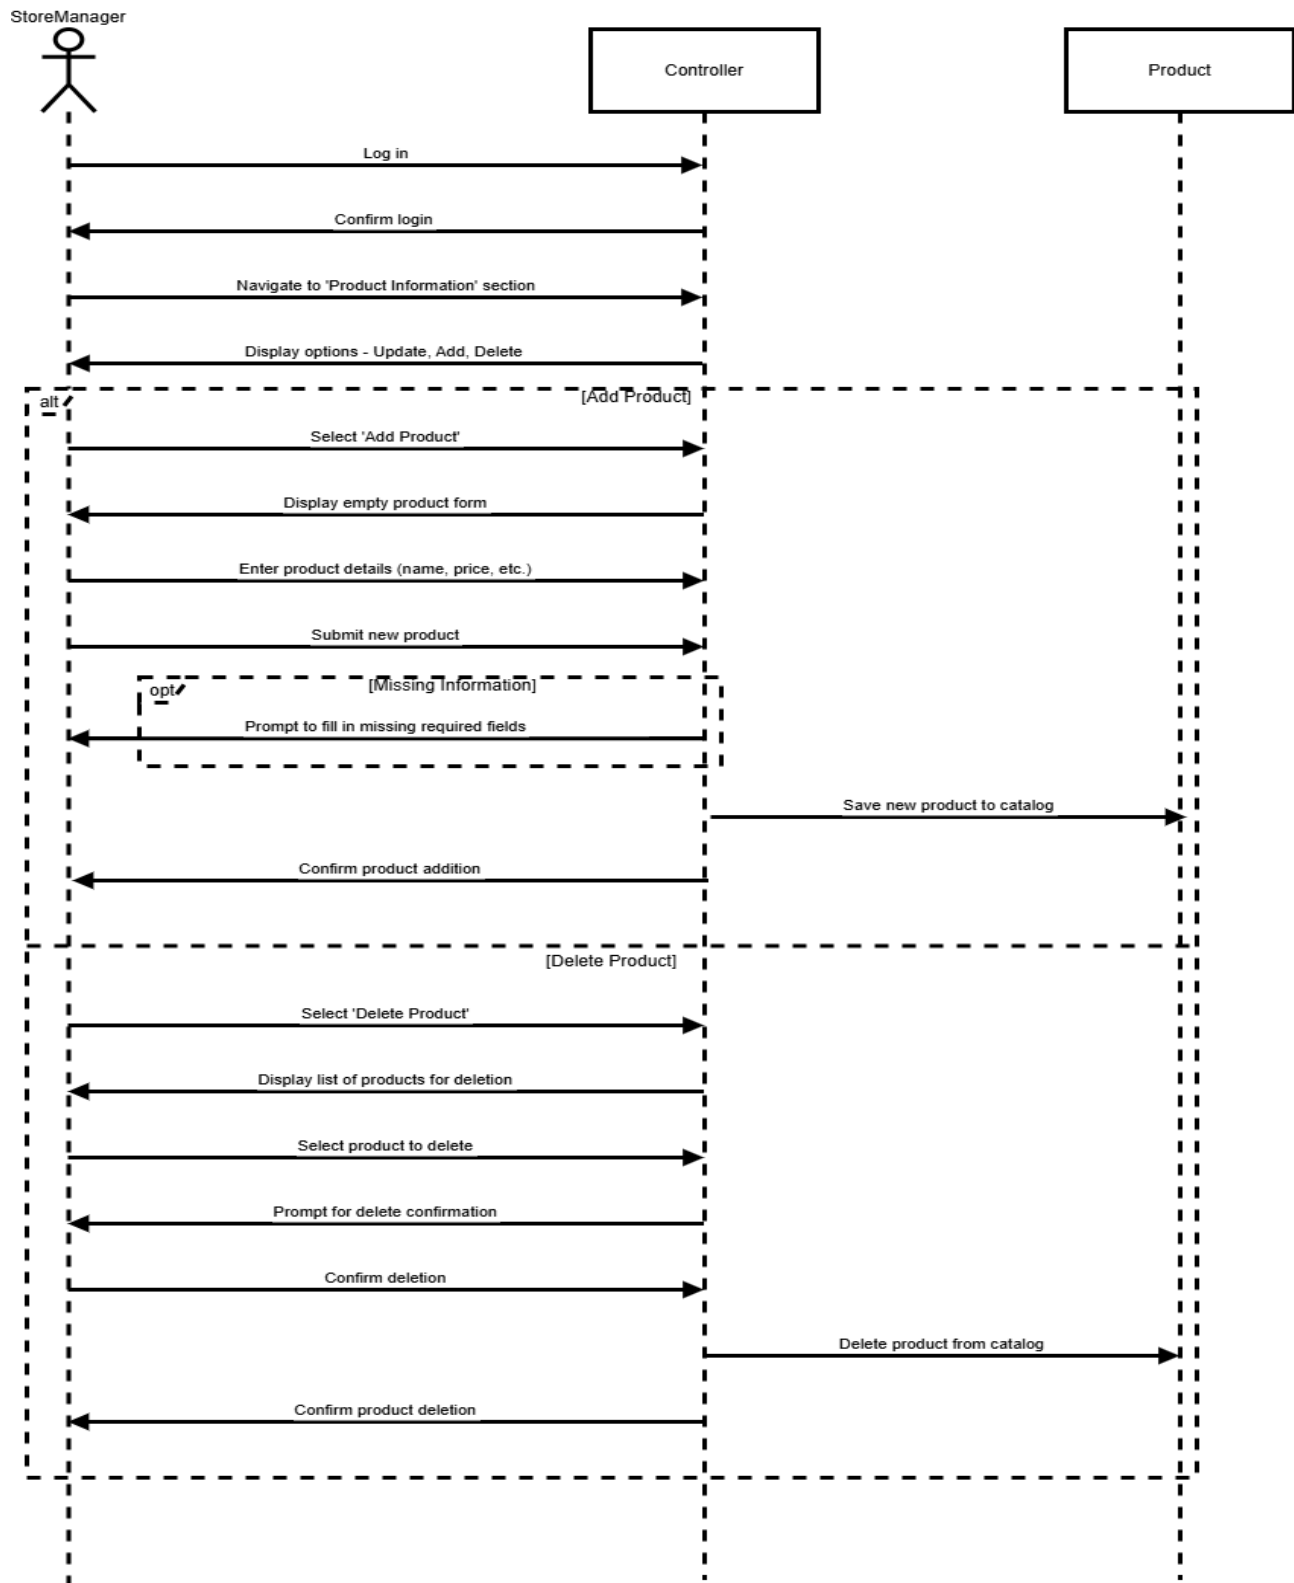 StoreManager
Controller
Product
Log in
Confirm login
Navigate to 'Product Information' section
Display options - Update, Add, Delete
alt
[Add Product]
Select 'Add Product'
Display empty product form
Enter product details (name, price, etc.)
Submit new product
opt
[Missing Information]
Prompt to fill in missing required fields
Save new product to catalog
Confirm product addition
[Delete Product]
Select 'Delete Product'
Display list of products for deletion
Select product to delete
Prompt for delete confirmation
Confirm deletion
Delete product from catalog
Confirm product deletion